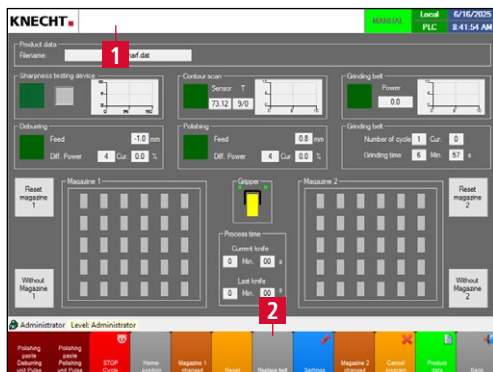 KNECHT
MANUAL
Local 6/16/2025
PLC 8:41:54 AM
1
Product data
Filename: arf.dat
Sharpness testing device
Contour scan
Sensor T
73.12 9/0
Grinding belt
Power
0.0
Deburring
Feed -1.0 mm
Diff. Power 4 Cur. 0.0 %
Polishing
Feed 0.8 mm
Diff. Power 4 Cur. 0.0 %
Grinding belt
Number of cycle 1 Cur. 0
Grinding time 6 Min. 57 s
Reset magazine 1
Magazine 1
Gripper
Magazine 2
Reset magazine 2
Process time
Current knife
0 Min. 00 s
Last knife
0 Min. 00 s
Without Magazine 1
Without Magazine 2
2
Administrator Level: Administrator
Polishing paste Deburring unit Pulse
Polishing paste Polishing unit Pulse
STOP Cycle
Home-position
Magazine 1 changed
Reset
Replace belt
Settings
Magazine 2 changed
Cancel program
Product data
Back